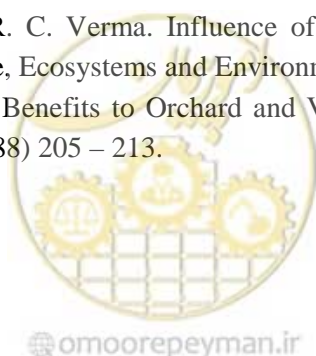 R. C. Verma. Influence of
e, Ecosystems and Environm
Benefits to Orchard and V
88) 205 – 213.
omoorepeyman.ir